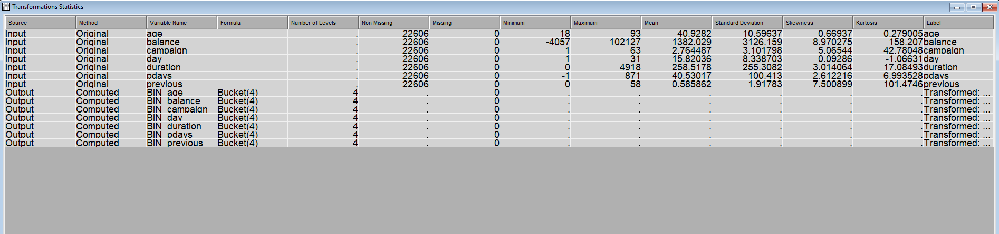 Transformations Statistics
Source Method Variable Name Formula Number of Levels Non Missing Missing Minimum Maximum Mean Standard Deviation Skewness Kurtosis Label
Input Original age . 22606 0 18 93 40.9282 10.59637 0.66937 0.279005 age
Input Original balance . 22606 0 -4057 102127 1382.029 3126.159 8.970275 158.207 balance
Input Original campaign . 22606 0 1 63 2.764487 3.101798 5.06544 42.78048 campaign
Input Original day . 22606 0 1 31 15.82036 8.338703 0.09286 -1.06631 day
Input Original duration . 22606 0 0 4918 258.5178 255.3082 3.014064 17.08493 duration
Input Original pdays . 22606 0 -1 871 40.53017 100.413 2.612216 6.993528 pdays
Input Original previous . 22606 0 0 58 0.585862 1.91783 7.500899 101.4746 previous
Output Computed BIN_age Bucket(4) 4 . 0 . . . . . . Transformed: ...
Output Computed BIN_balance Bucket(4) 4 . 0 . . . . . . Transformed: ...
Output Computed BIN_campaign Bucket(4) 4 . 0 . . . . . . Transformed: ...
Output Computed BIN_day Bucket(4) 4 . 0 . . . . . . Transformed: ...
Output Computed BIN_duration Bucket(4) 4 . 0 . . . . . . Transformed: ...
Output Computed BIN_pdays Bucket(4) 4 . 0 . . . . . . Transformed: ...
Output Computed BIN_previous Bucket(4) 4 . 0 . . . . . . Transformed: ...